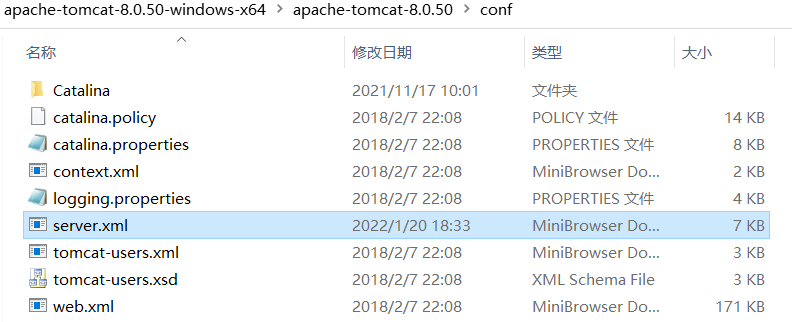 apache-tomcat-8.0.50-windows-x64 > apache-tomcat-8.0.50 > conf
名称 修改日期 类型 大小
Catalina 2021/11/17 10:01 文件夹
catalina.policy 2018/2/7 22:08 POLICY 文件 14 KB
catalina.properties 2018/2/7 22:08 PROPERTIES 文件 8 KB
context.xml 2018/2/7 22:08 MiniBrowser Do... 2 KB
logging.properties 2018/2/7 22:08 PROPERTIES 文件 4 KB
server.xml 2022/1/20 18:33 MiniBrowser Do... 7 KB
tomcat-users.xml 2018/2/7 22:08 MiniBrowser Do... 3 KB
tomcat-users.xsd 2018/2/7 22:08 XML Schema File 3 KB
web.xml 2018/2/7 22:08 MiniBrowser Do... 171 KB